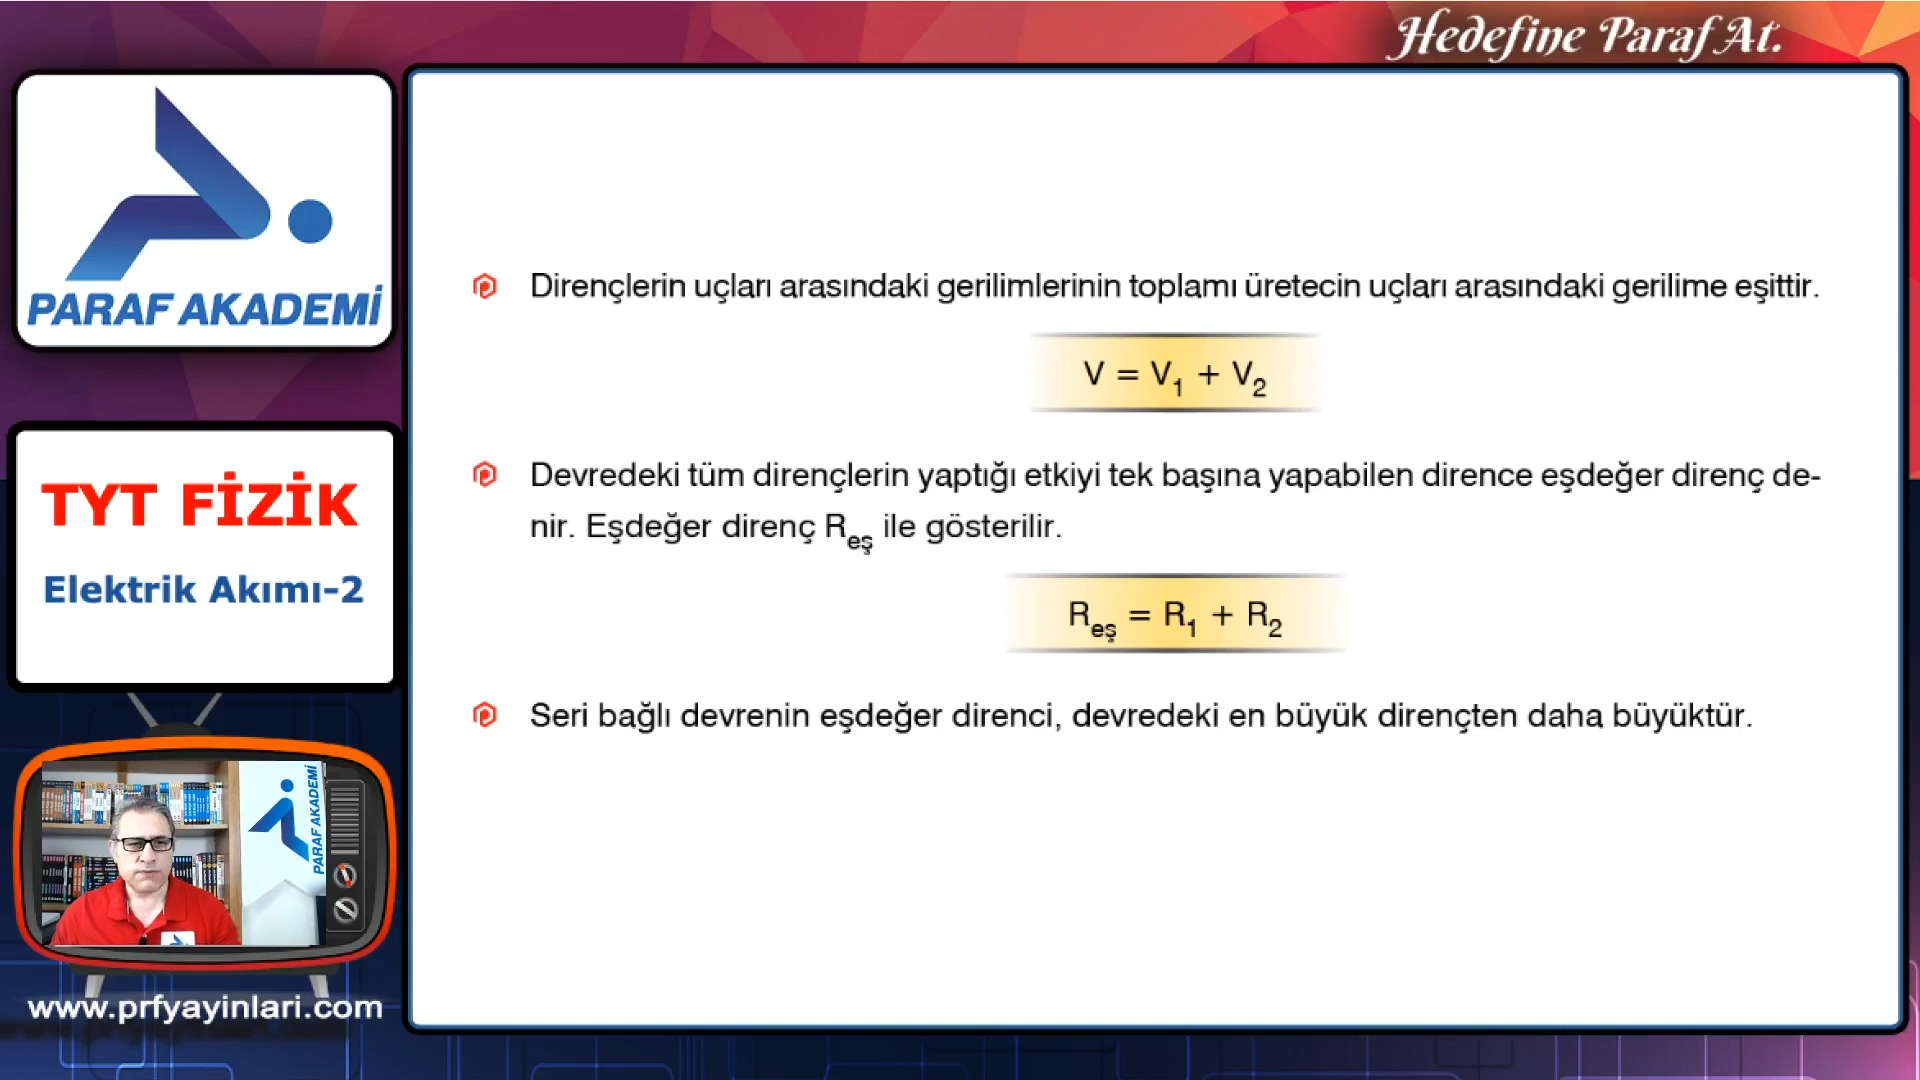 Hedefine Paraf At.
PARAF AKADEMİ
TYT FİZİK
Elektrik Akımı-2
PARAF AKADEMİ
www.prfyayinlari.com
Dirençlerin uçları arasındaki gerilimlerinin toplamı üretecin uçları arasındaki gerilime eşittir.
V = V₁ + V₂
Devredeki tüm dirençlerin yaptığı etkiyi tek başına yapabilen dirence eşdeğer direnç de-
nir. Eşdeğer direnç Reş ile gösterilir.
Reş = R₁ + R₂
Seri bağlı devrenin eşdeğer direnci, devredeki en büyük dirençten daha büyüktür.